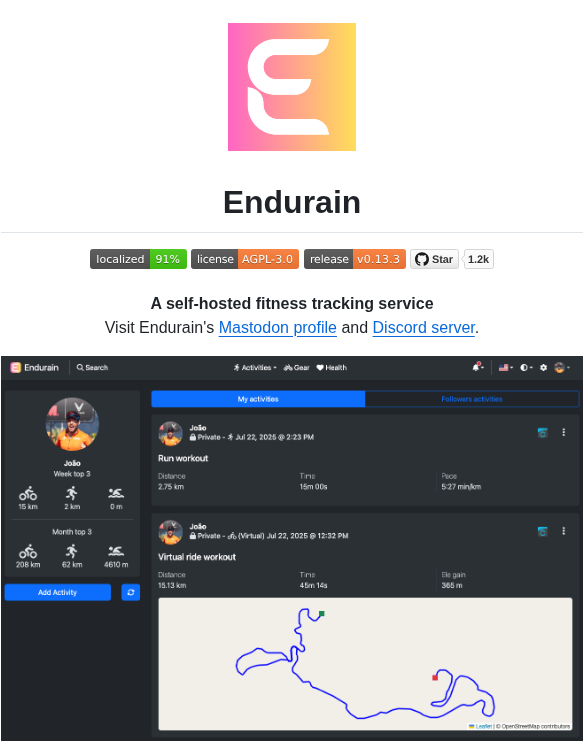 Endurain
localized 91% license AGPL-3.0 release v0.13.3 Star 1.2k
A self-hosted fitness tracking service
Visit Endurain's Mastodon profile and Discord server.
Endurain Search Activities Gear Health
My activities Followers activities
João
Week top 3
15 km 2 km 0 m
Month top 3
208 km 62 km 4610 m
Add Activity
João
Private - Jul 22, 2025 @ 2:23 PM
Run workout
Distance Time Pace
2.75 km 15m 00s 5:27 min/km
João
Private - (Virtual) Jul 22, 2025 @ 12:32 PM
Virtual ride workout
Distance Time Ele gain
15.13 km 45m 14s 365 m
Leaflet | © OpenStreetMap contributors